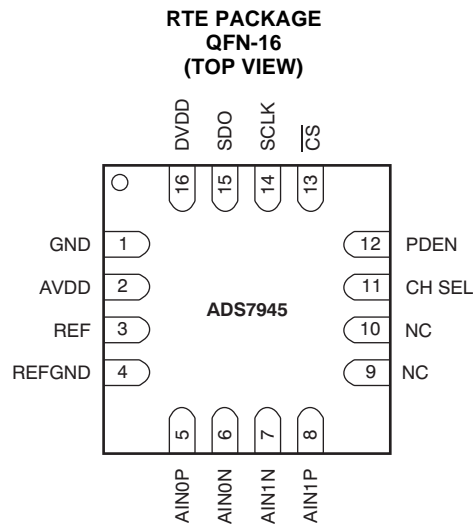 RTE PACKAGE
QFN-16
(TOP VIEW)
DVDD SDO SCLK CS
16 15 14 13
GND 1 12 PDEN
AVDD 2 11 CH SEL
ADS7945
REF 3 10 NC
REFGND 4 9 NC
5 6 7 8
AIN0P AIN0N AIN1N AIN1P